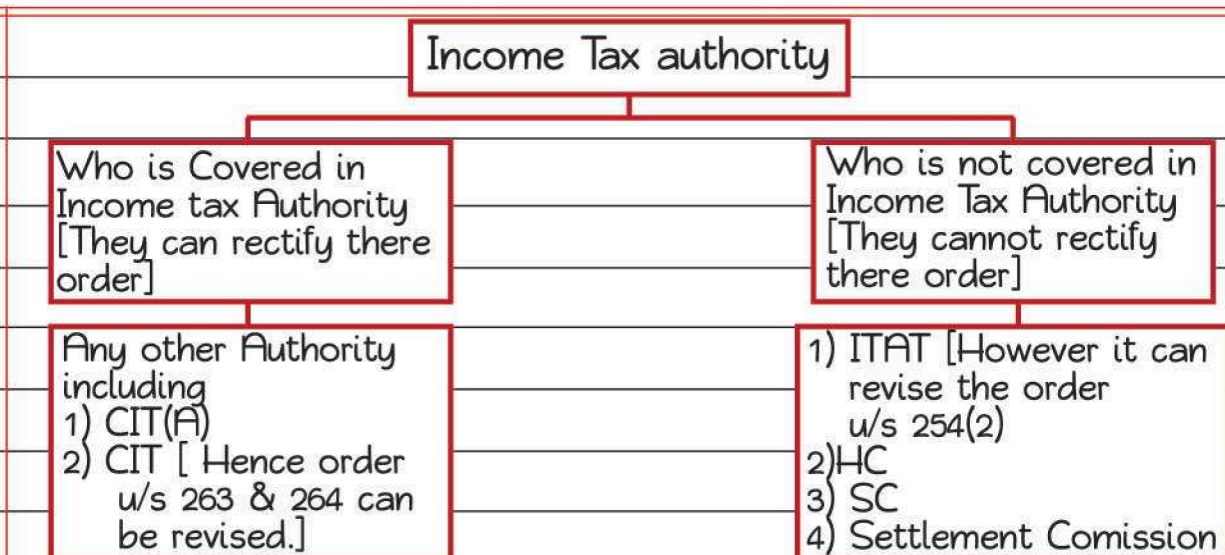 Income Tax authority
Who is Covered in
Income tax Authority
[They can rectify there
order]
Any other Authority
including
1) CIT(A)
2) CIT [ Hence order
u/s 263 & 264 can
be revised.]
Who is not covered in
Income Tax Authority
[They cannot rectify
there order]
1) ITAT [However it can
revise the order
u/s 254(2)
2)HC
3) SC
4) Settlement Comission